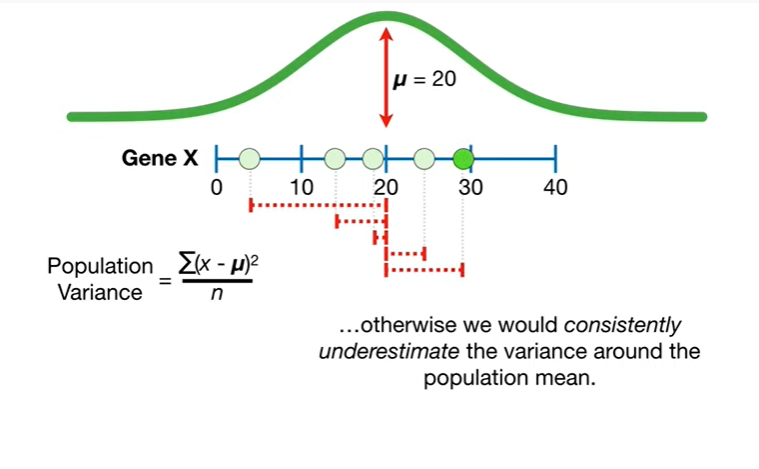 μ = 20
Gene X
0 10 20 30 40
Population Variance = Σ(x - μ)² / n
...otherwise we would consistently
underestimate the variance around the
population mean.